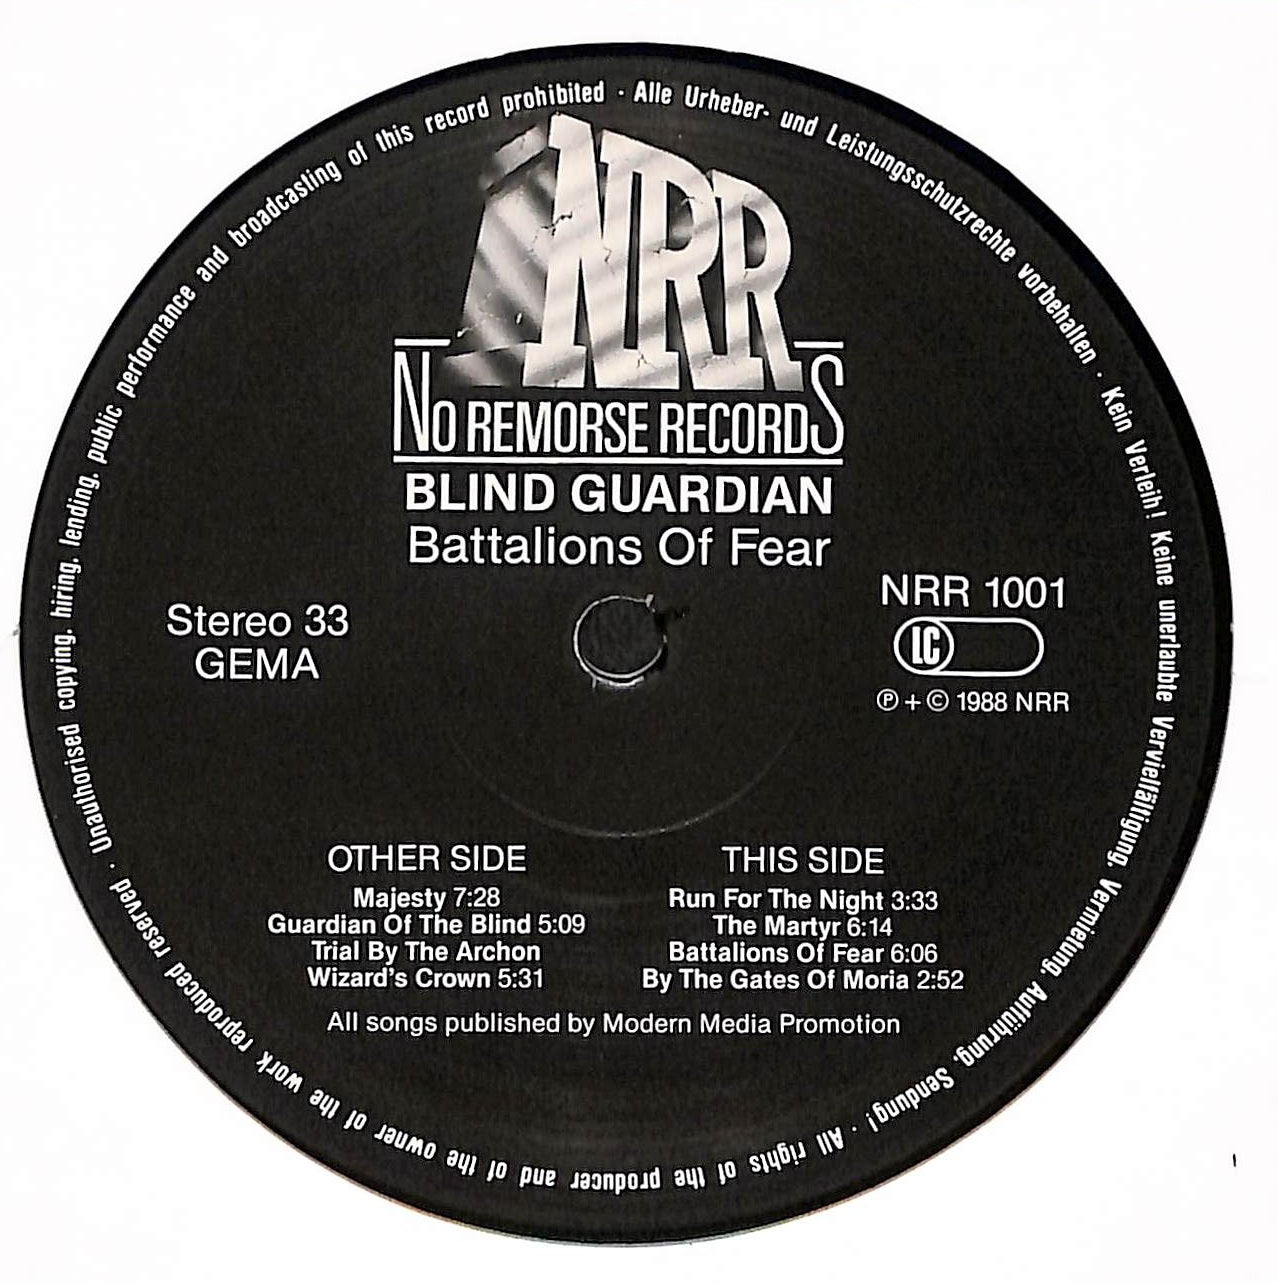 Alle Urheber- und Leistungsschutzrechte vorbehalten · Kein Verleih! Keine unerlaubte Vervielfältigung, Vermietung, Aufführung, Sendung! · All rights of the producer and of the owner of the work reproduced reserved · Unauthorised copying, hiring, lending, public performance and broadcasting of this record prohibited ·
NRR
NO REMORSE RECORDS
BLIND GUARDIAN
Battalions Of Fear
Stereo 33
GEMA
NRR 1001
LC
℗ + © 1988 NRR
OTHER SIDE
Majesty 7:28
Guardian Of The Blind 5:09
Trial By The Archon
Wizard's Crown 5:31
THIS SIDE
Run For The Night 3:33
The Martyr 6:14
Battalions Of Fear 6:06
By The Gates Of Moria 2:52
All songs published by Modern Media Promotion